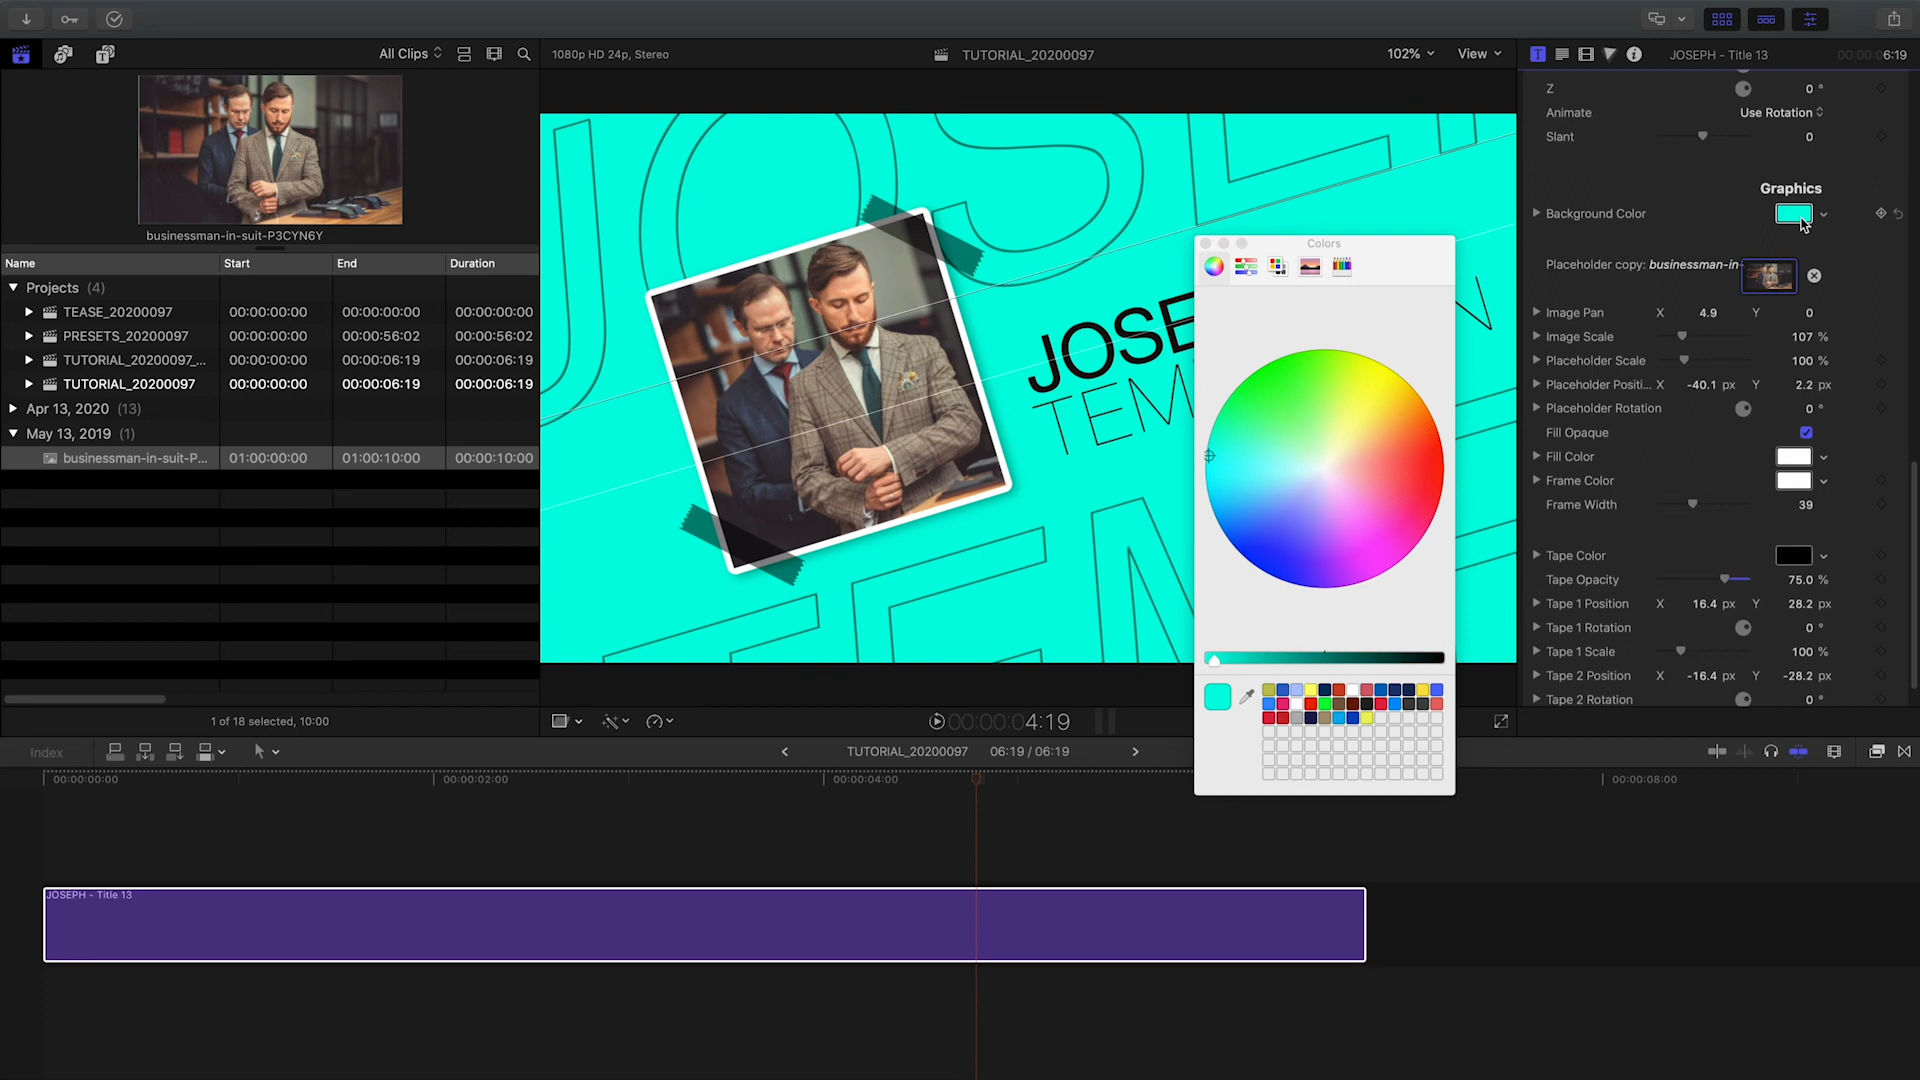 All Clips
1080p HD 24p, Stereo
TUTORIAL_20200097
102%
View
JOSEPH - Title 13
00:00:06:19
businessman-in-suit-P3CYN6Y
Name
Start
End
Duration
Projects (4)
TEASE_20200097
00:00:00:00
00:00:00:00
00:00:00:00
PRESETS_20200097
00:00:00:00
00:00:56:02
00:00:56:02
TUTORIAL_20200097_...
00:00:00:00
00:00:06:19
00:00:06:19
TUTORIAL_20200097
00:00:00:00
00:00:06:19
00:00:06:19
Apr 13, 2020 (13)
May 13, 2019 (1)
businessman-in-suit-P...
01:00:00:00
01:00:10:00
00:00:10:00
1 of 18 selected, 10:00
JOSE
TEM
Colors
Z
0 °
Animate
Use Rotation
Slant
0
Graphics
Background Color
Placeholder copy: businessman-in-
Image Pan X 4.9 Y 0
Image Scale 107 %
Placeholder Scale 100 %
Placeholder Positi... X -40.1 px Y 2.2 px
Placeholder Rotation 0 °
Fill Opaque
Fill Color
Frame Color
Frame Width 39
Tape Color
Tape Opacity 75.0 %
Tape 1 Position X 16.4 px Y 28.2 px
Tape 1 Rotation 0 °
Tape 1 Scale 100 %
Tape 2 Position X -16.4 px Y -28.2 px
Tape 2 Rotation 0 °
00:00:04:19
Index
TUTORIAL_20200097
06:19 / 06:19
00:00:00:00
00:00:02:00
00:00:04:00
00:00:08:00
JOSEPH - Title 13